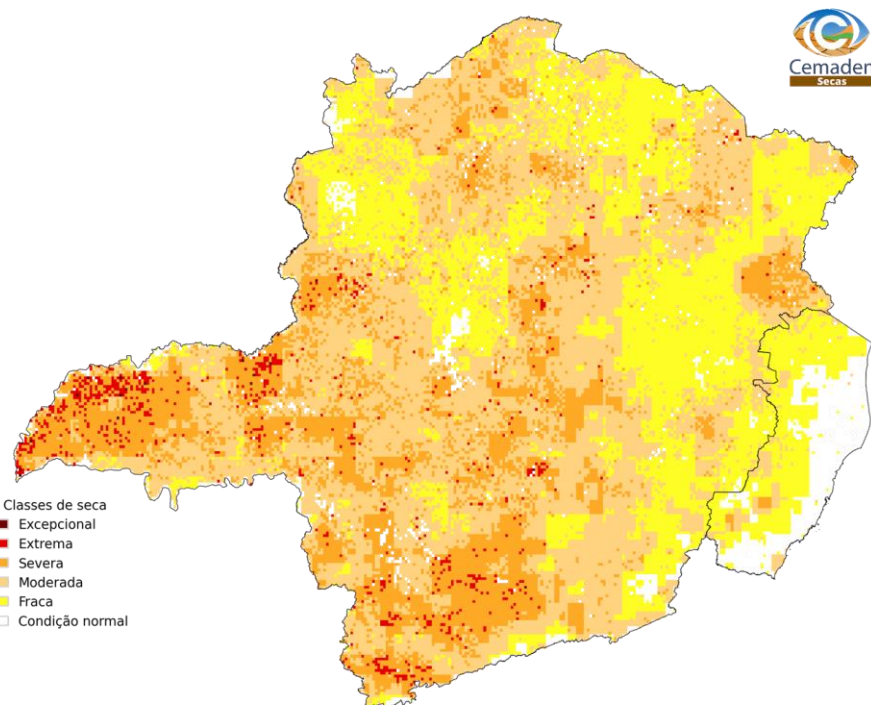 Cemaden
Secas
Classes de seca
Excepcional
Extrema
Severa
Moderada
Fraca
Condição normal